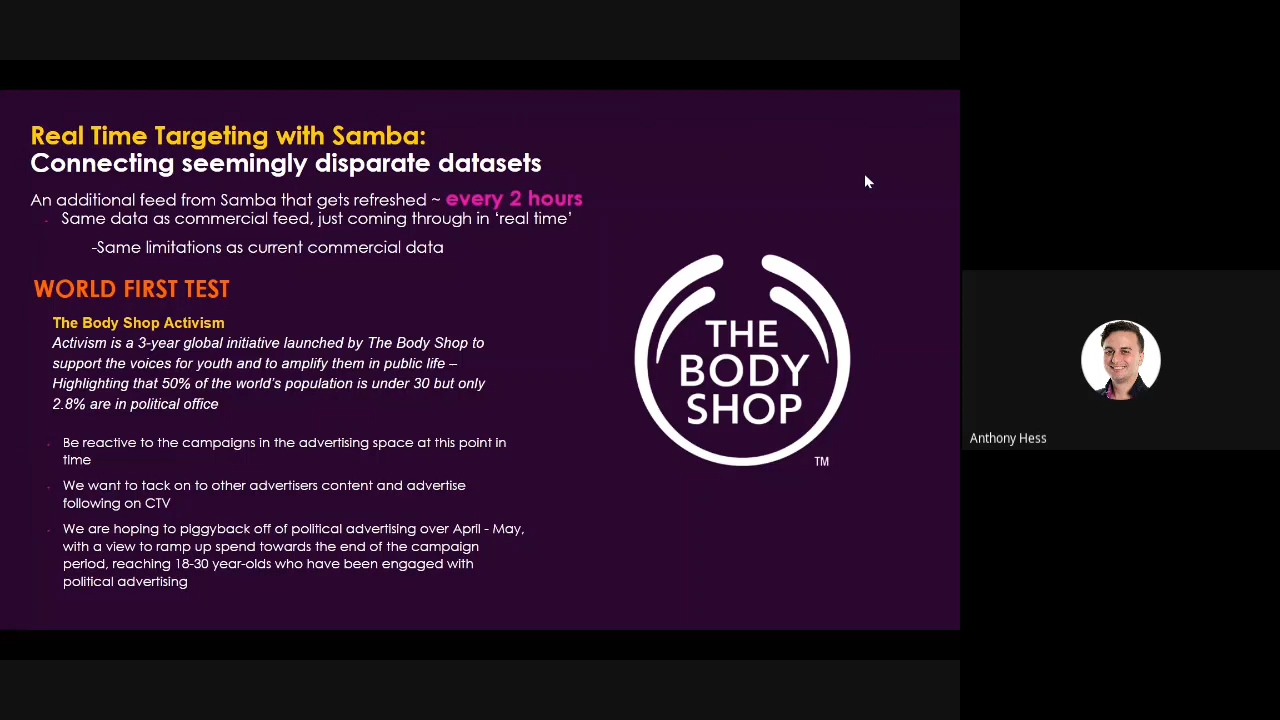 Real Time Targeting with Samba:
Connecting seemingly disparate datasets
An additional feed from Samba that gets refreshed ~ every 2 hours
- Same data as commercial feed, just coming through in ‘real time’
-Same limitations as current commercial data
WORLD FIRST TEST
The Body Shop Activism
Activism is a 3-year global initiative launched by The Body Shop to
support the voices for youth and to amplify them in public life –
Highlighting that 50% of the world’s population is under 30 but only
2.8% are in political office
- Be reactive to the campaigns in the advertising space at this point in
time
- We want to tack on to other advertisers content and advertise
following on CTV
- We are hoping to piggyback off of political advertising over April - May,
with a view to ramp up spend towards the end of the campaign
period, reaching 18-30 year-olds who have been engaged with
political advertising
THE
BODY
SHOP
TM
Anthony Hess